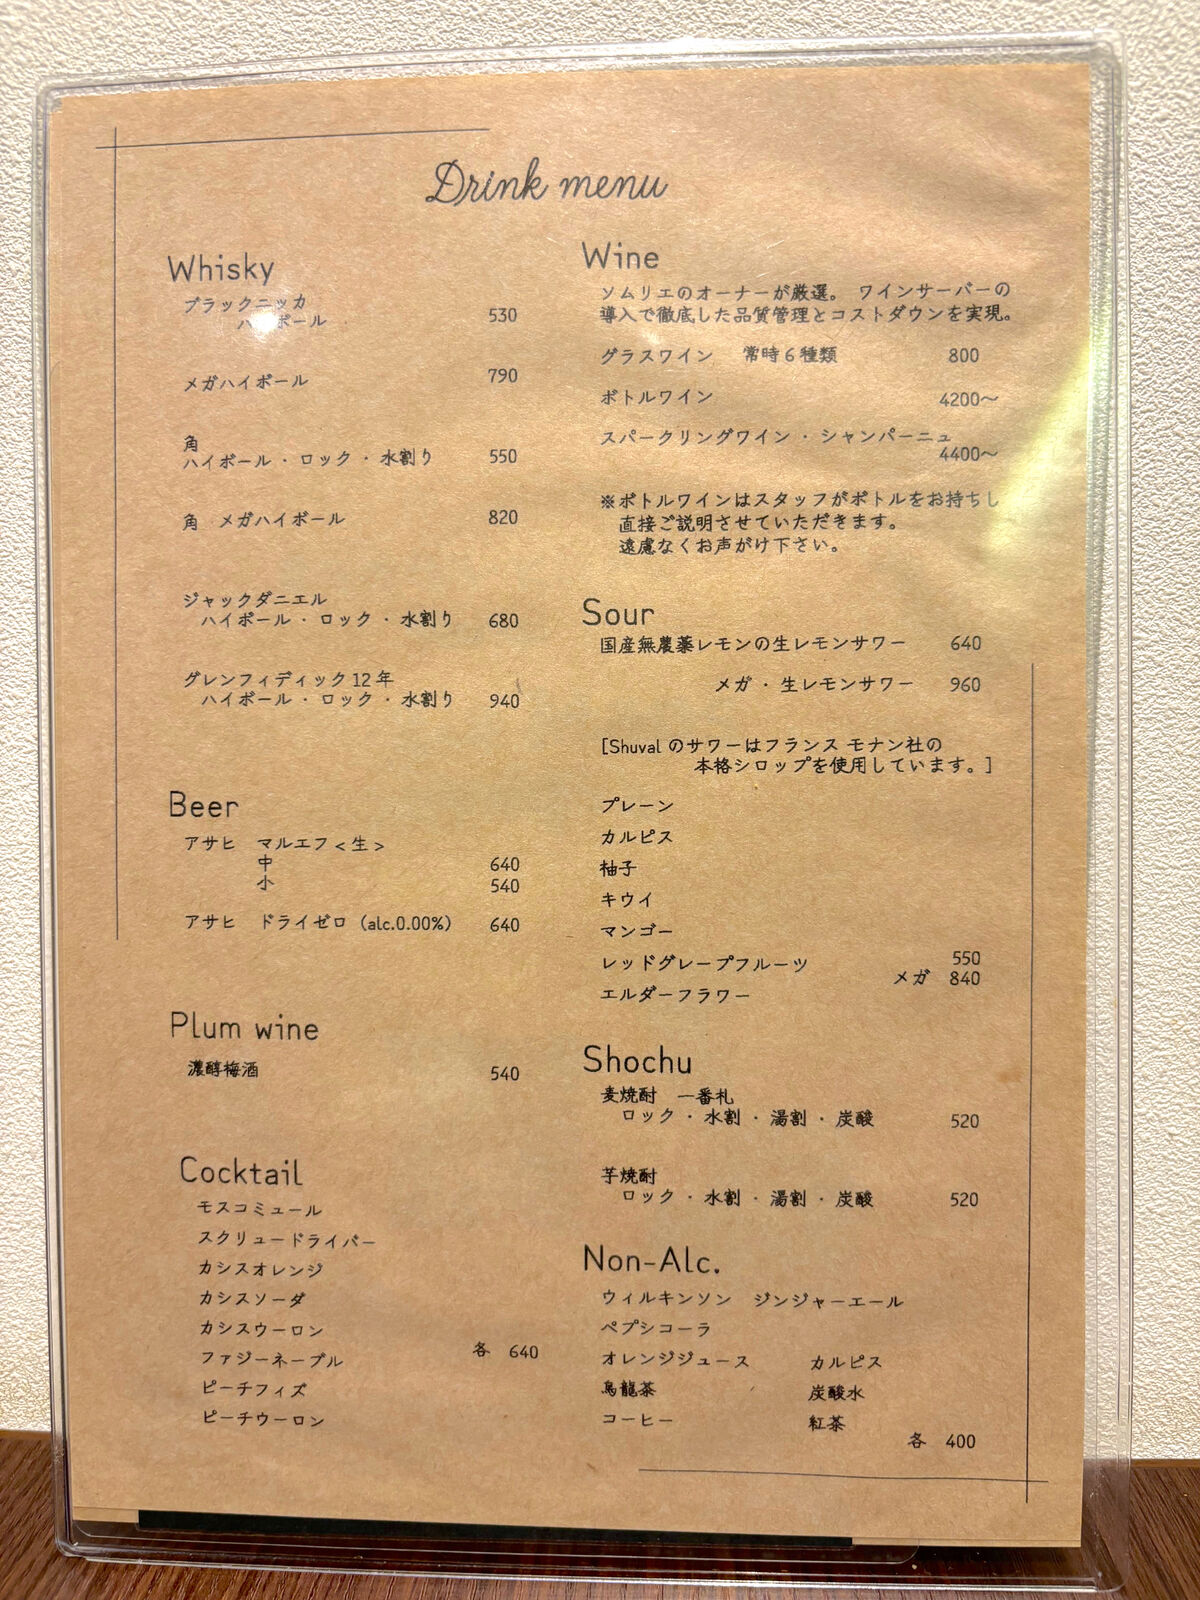 Drink menu
Whisky
ブラックニッカ
ハイボール 530
メガハイボール 790
角
ハイボール・ロック・水割り 550
角 メガハイボール 820
ジャックダニエル
ハイボール・ロック・水割り 680
グレンフィディック12年
ハイボール・ロック・水割り 940
Beer
アサヒ マルエフ<生>
中 640
小 540
アサヒ ドライゼロ (alc.0.00%) 640
Plum wine
濃醇梅酒 540
Cocktail
モスコミュール
スクリュードライバー
カシスオレンジ
カシスソーダ
カシスウーロン
ファジーネーブル
各 640
ピーチフィズ
ピーチウーロン
Wine
ソムリエのオーナーが厳選。 ワインサーバーの
導入で徹底した品質管理とコストダウンを実現。
グラスワイン 常時6種類 800
ボトルワイン 4200〜
スパークリングワイン・シャンパーニュ
4400〜
※ボトルワインはスタッフがボトルをお持ちし
直接ご説明させていただきます。
遠慮なくお声がけ下さい。
Sour
国産無農薬レモンの生レモンサワー 640
メガ・生レモンサワー 960
[Shuval のサワーはフランス モナン社の
本格シロップを使用しています。]
プレーン
カルピス
柚子
キウイ
マンゴー
レッドグレープフルーツ 550
メガ 840
エルダーフラワー
Shochu
麦焼酎 一番札
ロック・水割・湯割・炭酸 520
芋焼酎
ロック・水割・湯割・炭酸 520
Non-Alc.
ウィルキンソン ジンジャーエール
ペプシコーラ
オレンジジュース カルピス
烏龍茶 炭酸水
コーヒー 紅茶
各 400